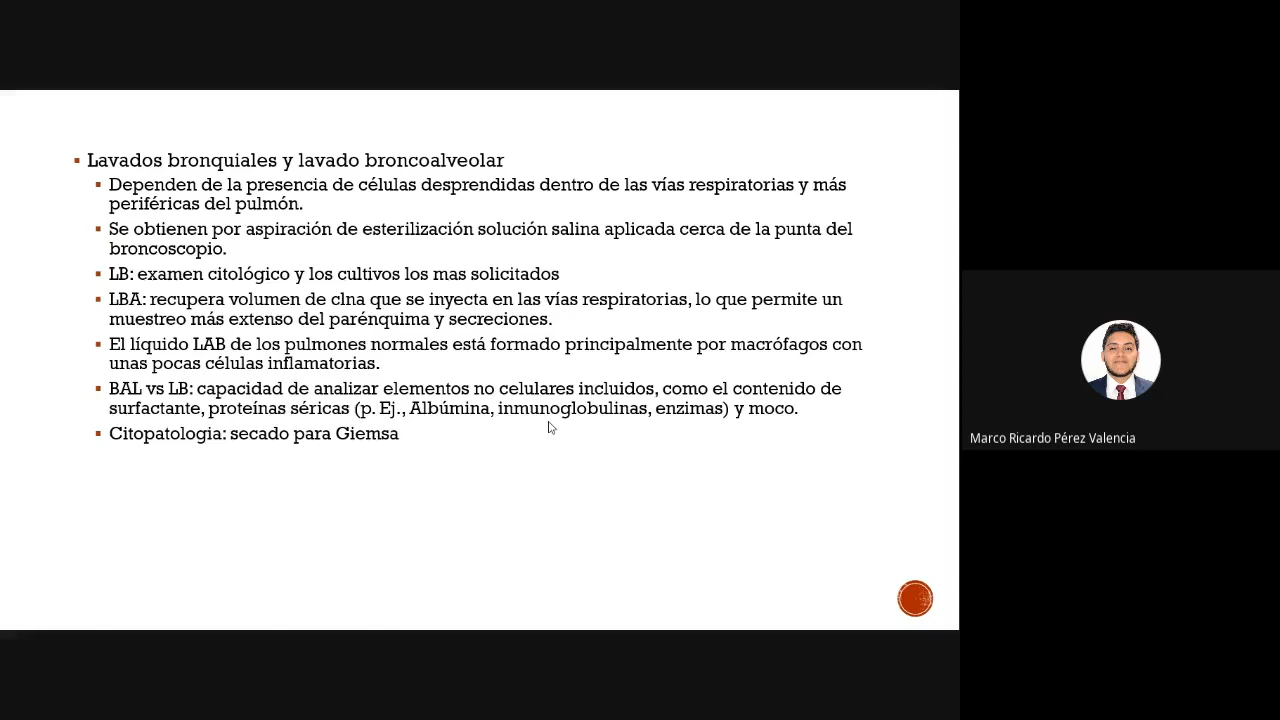 Lavados bronquiales y lavado broncoalveolar
Dependen de la presencia de células desprendidas dentro de las vías respiratorias y más
periféricas del pulmón.
Se obtienen por aspiración de esterilización solución salina aplicada cerca de la punta del
broncoscopio.
LB: examen citológico y los cultivos los mas solicitados
LBA: recupera volumen de clna que se inyecta en las vías respiratorias, lo que permite un
muestreo más extenso del parénquima y secreciones.
El líquido LAB de los pulmones normales está formado principalmente por macrófagos con
unas pocas células inflamatorias.
BAL vs LB: capacidad de analizar elementos no celulares incluidos, como el contenido de
surfactante, proteínas séricas (p. Ej., Albúmina, inmunoglobulinas, enzimas) y moco.
Citopatologia: secado para Giemsa
Marco Ricardo Pérez Valencia